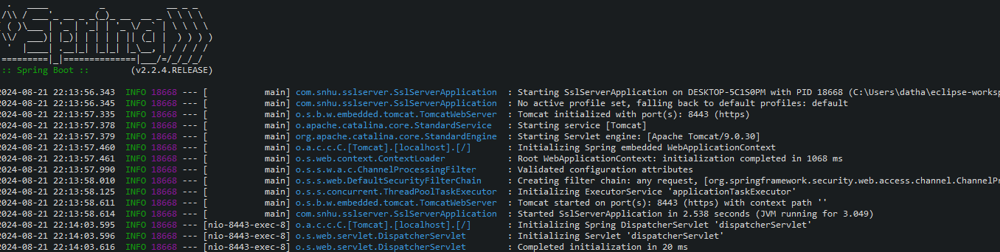 :: Spring Boot ::        (v2.2.4.RELEASE)
2024-08-21 22:13:56.343  INFO 18668 --- [           main] com.snhu.sslserver.SslServerApplication  : Starting SslServerApplication on DESKTOP-5C1S0PM with PID 18668 (C:\Users\datha\eclipse-worksp
2024-08-21 22:13:56.345  INFO 18668 --- [           main] com.snhu.sslserver.SslServerApplication  : No active profile set, falling back to default profiles: default
2024-08-21 22:13:57.335  INFO 18668 --- [           main] o.s.b.w.embedded.tomcat.TomcatWebServer  : Tomcat initialized with port(s): 8443 (https)
2024-08-21 22:13:57.378  INFO 18668 --- [           main] o.apache.catalina.core.StandardService   : Starting service [Tomcat]
2024-08-21 22:13:57.379  INFO 18668 --- [           main] org.apache.catalina.core.StandardEngine  : Starting Servlet engine: [Apache Tomcat/9.0.30]
2024-08-21 22:13:57.460  INFO 18668 --- [           main] o.a.c.c.C.[Tomcat].[localhost].[/]       : Initializing Spring embedded WebApplicationContext
2024-08-21 22:13:57.461  INFO 18668 --- [           main] o.s.web.context.ContextLoader            : Root WebApplicationContext: initialization completed in 1068 ms
2024-08-21 22:13:57.990  INFO 18668 --- [           main] o.s.s.w.a.c.ChannelProcessingFilter      : Validated configuration attributes
2024-08-21 22:13:58.010  INFO 18668 --- [           main] o.s.s.web.DefaultSecurityFilterChain     : Creating filter chain: any request, [org.springframework.security.web.access.channel.ChannelPr
2024-08-21 22:13:58.125  INFO 18668 --- [           main] o.s.s.concurrent.ThreadPoolTaskExecutor  : Initializing ExecutorService 'applicationTaskExecutor'
2024-08-21 22:13:58.611  INFO 18668 --- [           main] o.s.b.w.embedded.tomcat.TomcatWebServer  : Tomcat started on port(s): 8443 (https) with context path ''
2024-08-21 22:13:58.614  INFO 18668 --- [           main] com.snhu.sslserver.SslServerApplication  : Started SslServerApplication in 2.538 seconds (JVM running for 3.049)
2024-08-21 22:14:03.595  INFO 18668 --- [nio-8443-exec-8] o.a.c.c.C.[Tomcat].[localhost].[/]       : Initializing Spring DispatcherServlet 'dispatcherServlet'
2024-08-21 22:14:03.596  INFO 18668 --- [nio-8443-exec-8] o.s.web.servlet.DispatcherServlet        : Initializing Servlet 'dispatcherServlet'
2024-08-21 22:14:03.616  INFO 18668 --- [nio-8443-exec-8] o.s.web.servlet.DispatcherServlet        : Completed initialization in 20 ms